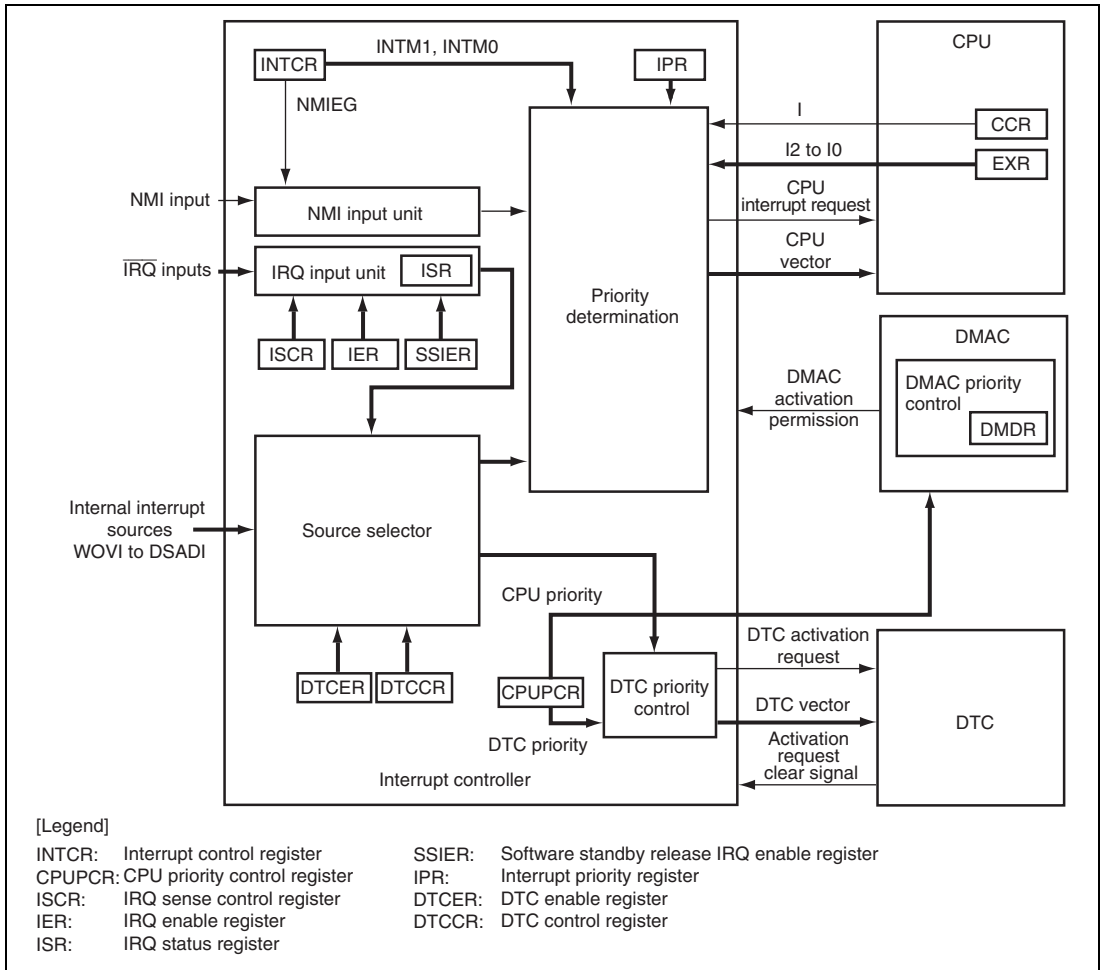 INTM1, INTM0
CPU
INTCR
IPR
NMIEG
I
CCR
I2 to I0
EXR
NMI input
NMI input unit
CPU
interrupt request
CPU
vector
IRQ inputs
IRQ input unit
ISR
Priority
determination
ISCR
IER
SSIER
DMAC
DMAC
activation
permission
DMAC priority
control
DMDR
Internal interrupt
sources
WOVI to DSADI
Source selector
CPU priority
DTC activation
request
DTCER
DTCCR
CPUPCR
DTC priority
control
DTC vector
DTC
DTC priority
Activation
request
clear signal
Interrupt controller
[Legend]
INTCR: Interrupt control register
CPUPCR: CPU priority control register
ISCR: IRQ sense control register
IER: IRQ enable register
ISR: IRQ status register
SSIER: Software standby release IRQ enable register
IPR: Interrupt priority register
DTCER: DTC enable register
DTCCR: DTC control register